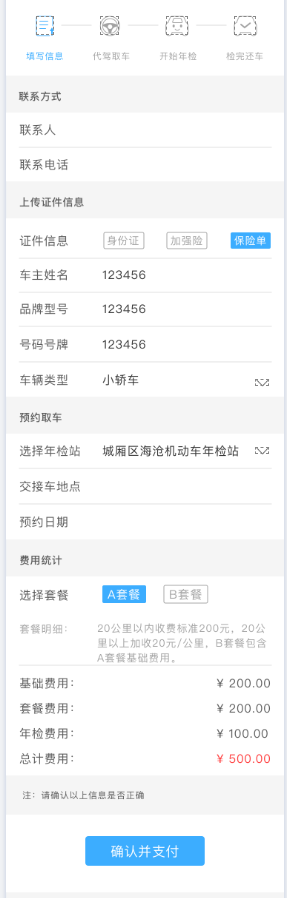 填写信息 代驾取车 开始年检 检完还车
联系方式
联系人
联系电话
上传证件信息
证件信息 身份证 加强险 保险单
车主姓名 123456
品牌型号 123456
号码号牌 123456
车辆类型 小轿车
预约取车
选择年检站 城厢区海沧机动车年检站
交接车地点
预约日期
费用统计
选择套餐 A套餐 B套餐
套餐明细： 20公里以内收费标准200元，20公
里以上加收20元/公里，B套餐包含
A套餐基础费用。
基础费用： ¥ 200.00
套餐费用： ¥ 200.00
年检费用： ¥ 100.00
总计费用： ¥ 500.00
注：请确认以上信息是否正确
确认并支付